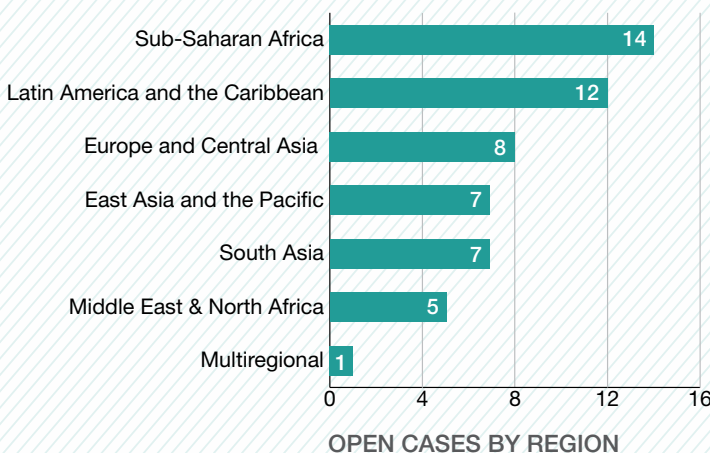 Sub-Saharan Africa 14
Latin America and the Caribbean 12
Europe and Central Asia 8
East Asia and the Pacific 7
South Asia 7
Middle East & North Africa 5
Multiregional 1
0 4 8 12 16
OPEN CASES BY REGION